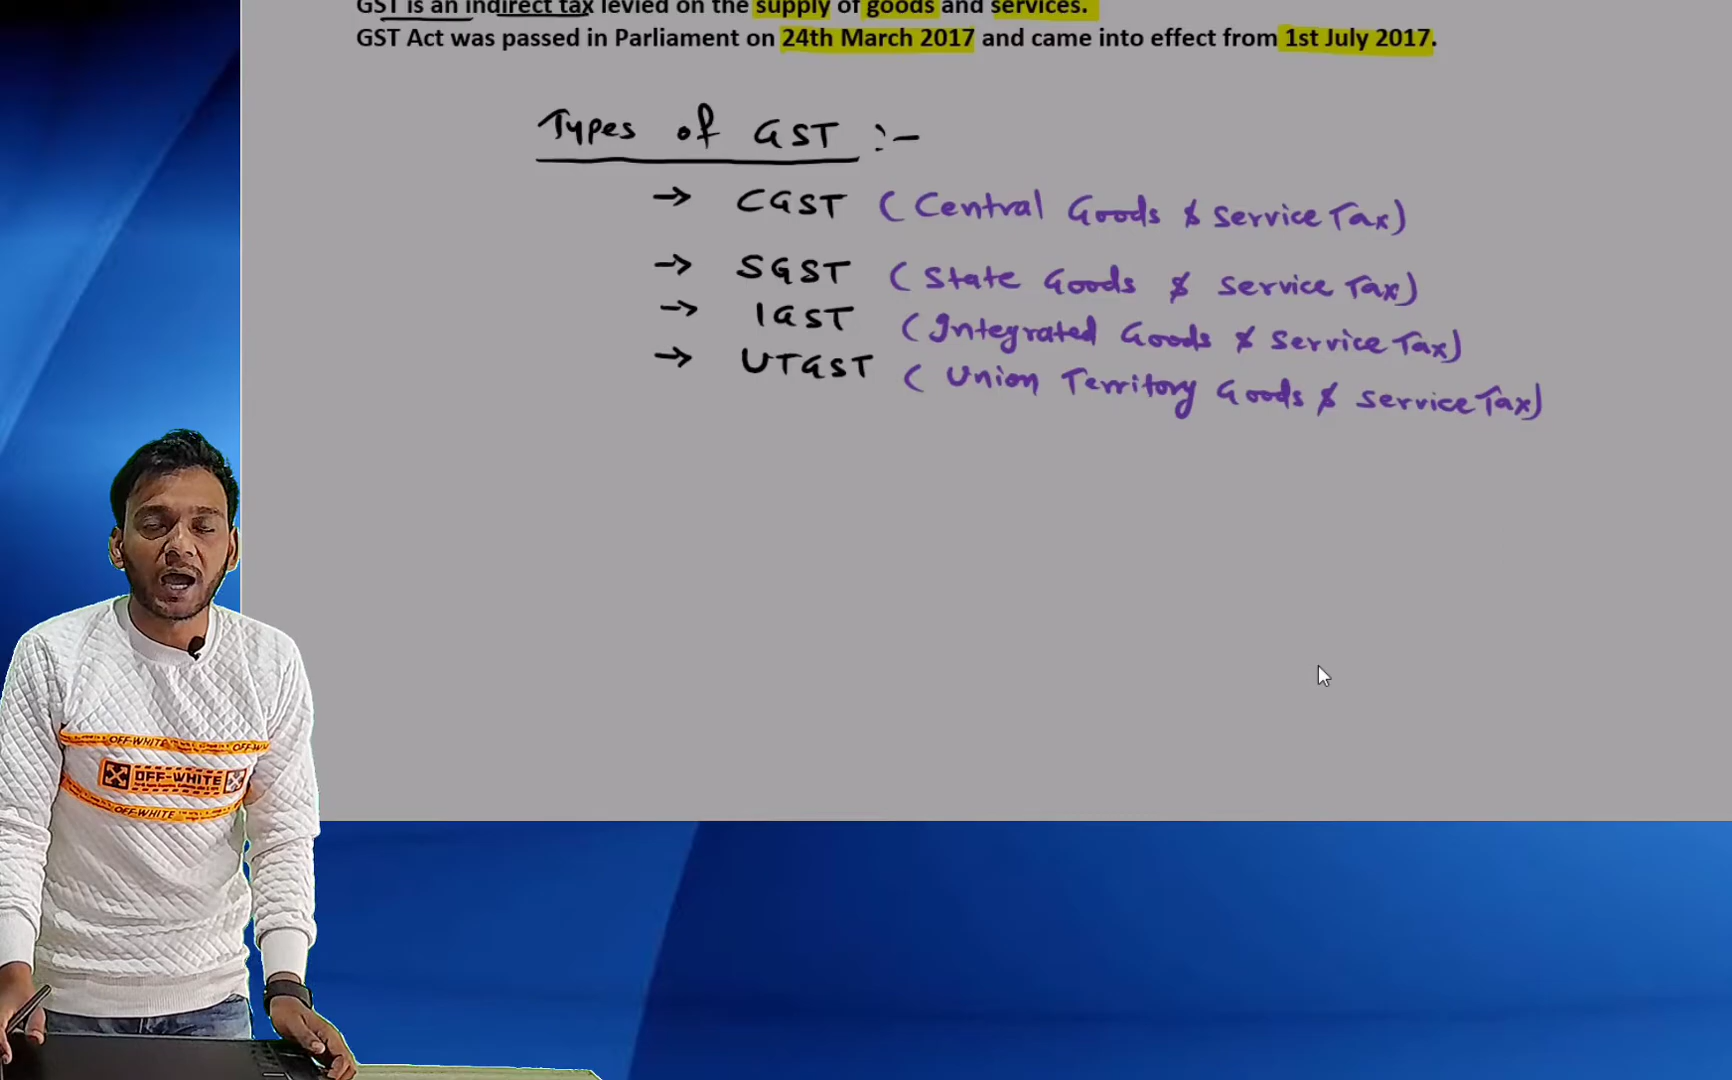 GST is an indirect tax levied on the supply of goods and services.
GST Act was passed in Parliament on 24th March 2017 and came into effect from 1st July 2017.
Types of GST :-
→ CGST (Central Goods & Service Tax)
→ SGST (State Goods & Service Tax)
→ IGST (Integrated Goods & Service Tax)
→ UTGST (Union Territory Goods & Service Tax)
OFF-WHITE OFF-W
OFF-WHITE
OFF-WHITE